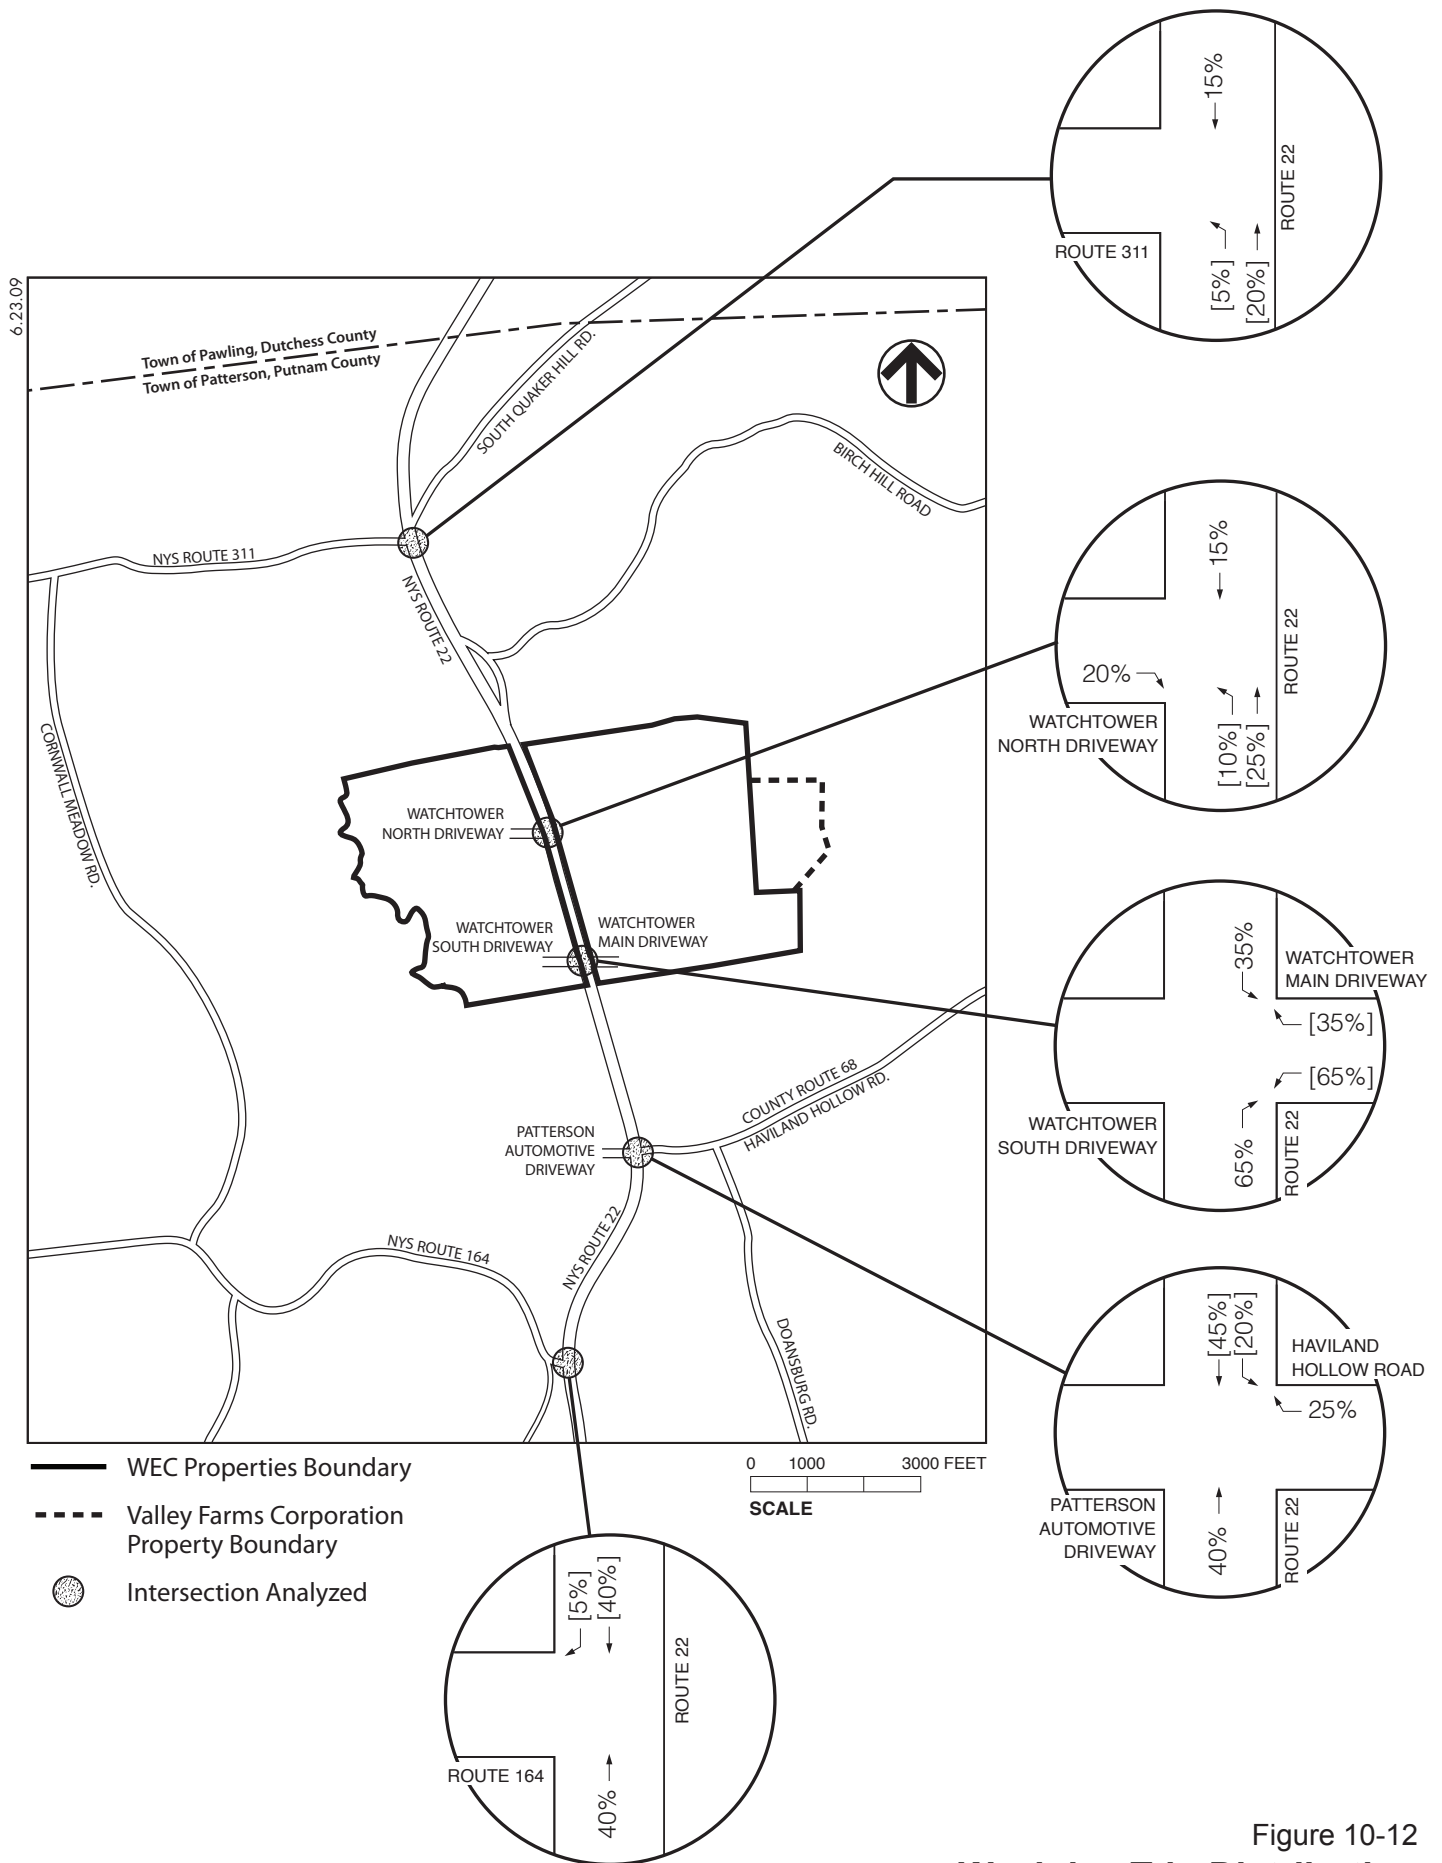 6.23.09
Town of Pawling, Dutchess County
Town of Patterson, Putnam County
SOUTH QUAKER HILL RD.
BIRCH HILL ROAD
NYS ROUTE 311
NYS ROUTE 22
CORNWALL MEADOW RD.
WATCHTOWER
NORTH DRIVEWAY
WATCHTOWER
SOUTH DRIVEWAY
WATCHTOWER
MAIN DRIVEWAY
COUNTY ROUTE 68
HAVILAND HOLLOW RD.
PATTERSON
AUTOMOTIVE
DRIVEWAY
NYS ROUTE 22
NYS ROUTE 164
DOANSBURG RD.
15%
ROUTE 22
ROUTE 311
[5%]
[20%]
15%
ROUTE 22
20%
WATCHTOWER
NORTH DRIVEWAY
[10%]
[25%]
35%
WATCHTOWER
MAIN DRIVEWAY
[35%]
[65%]
WATCHTOWER
SOUTH DRIVEWAY
65%
ROUTE 22
[45%]
[20%]
HAVILAND
HOLLOW ROAD
25%
PATTERSON
AUTOMOTIVE
DRIVEWAY
40%
ROUTE 22
WEC Properties Boundary
Valley Farms Corporation
Property Boundary
Intersection Analyzed
0 1000 3000 FEET
SCALE
[5%]
[40%]
ROUTE 22
ROUTE 164
40%
Figure 10-12